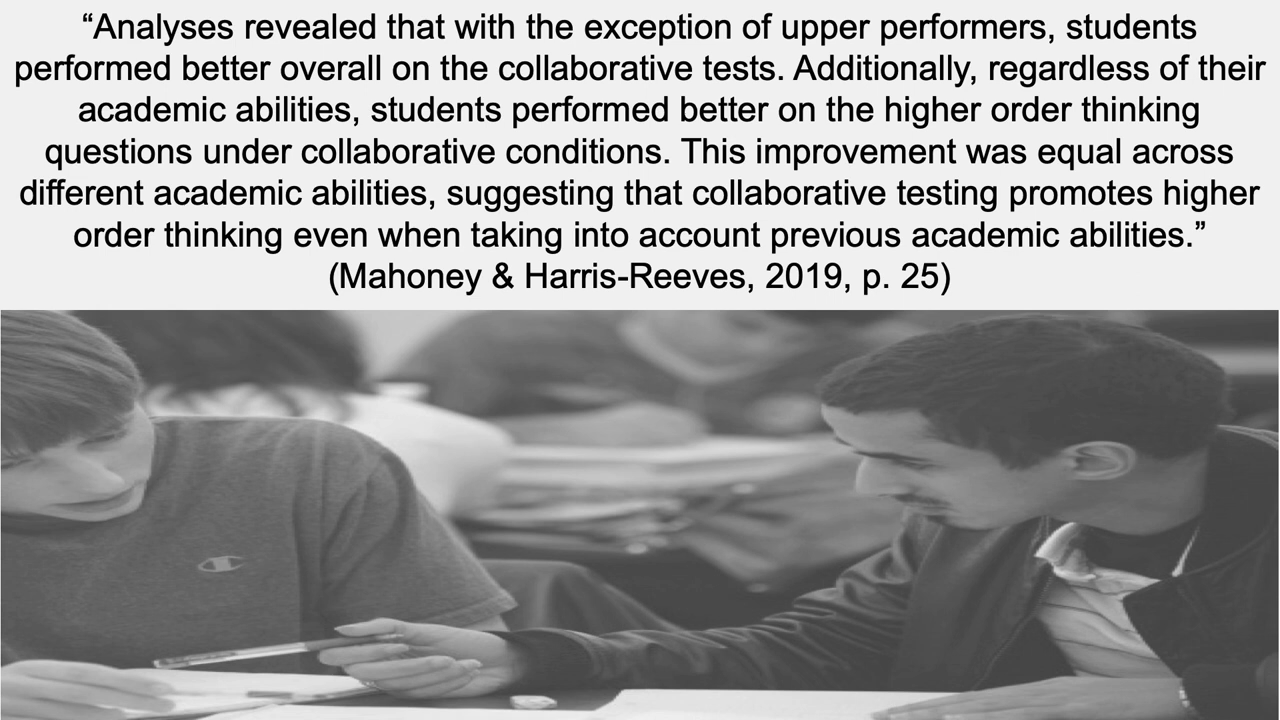 “Analyses revealed that with the exception of upper performers, students
performed better overall on the collaborative tests. Additionally, regardless of their
academic abilities, students performed better on the higher order thinking
questions under collaborative conditions. This improvement was equal across
different academic abilities, suggesting that collaborative testing promotes higher
order thinking even when taking into account previous academic abilities.”
(Mahoney & Harris-Reeves, 2019, p. 25)